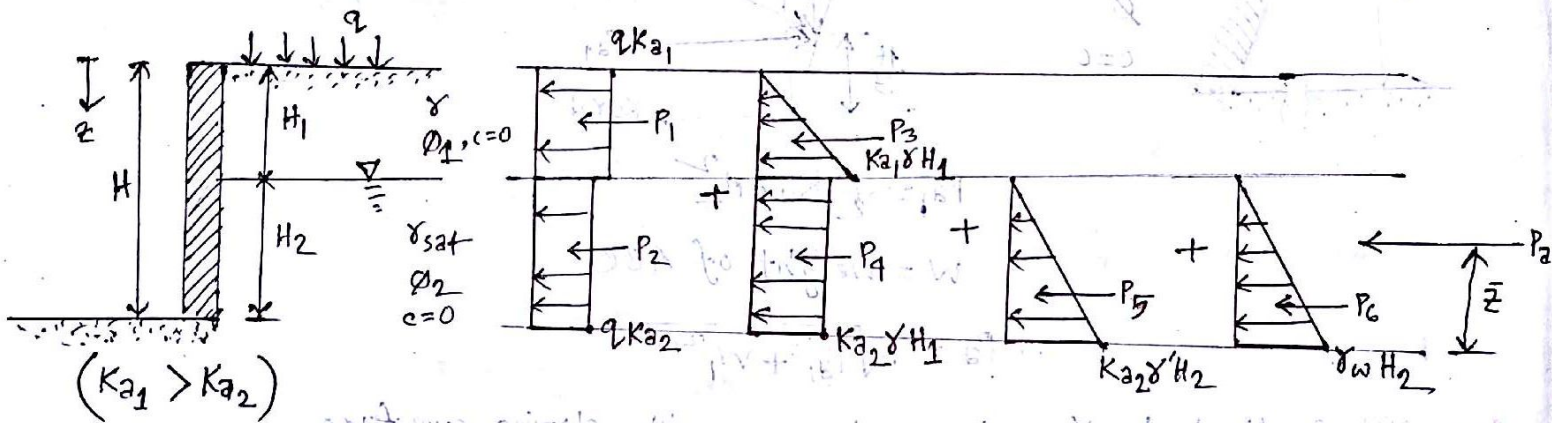 q
qKa₁
z
H
H₁
γ
Ø₁, c=0
P₁
P₃
Ka₁γH₁
H₂
γsat
Ø₂
c=0
P₂
+
P₄
+
P₅
+
P₆
Pa
z̄
qKa₂
Ka₂γH₁
Ka₂γ'H₂
γwH₂
(Ka₁ > Ka₂)